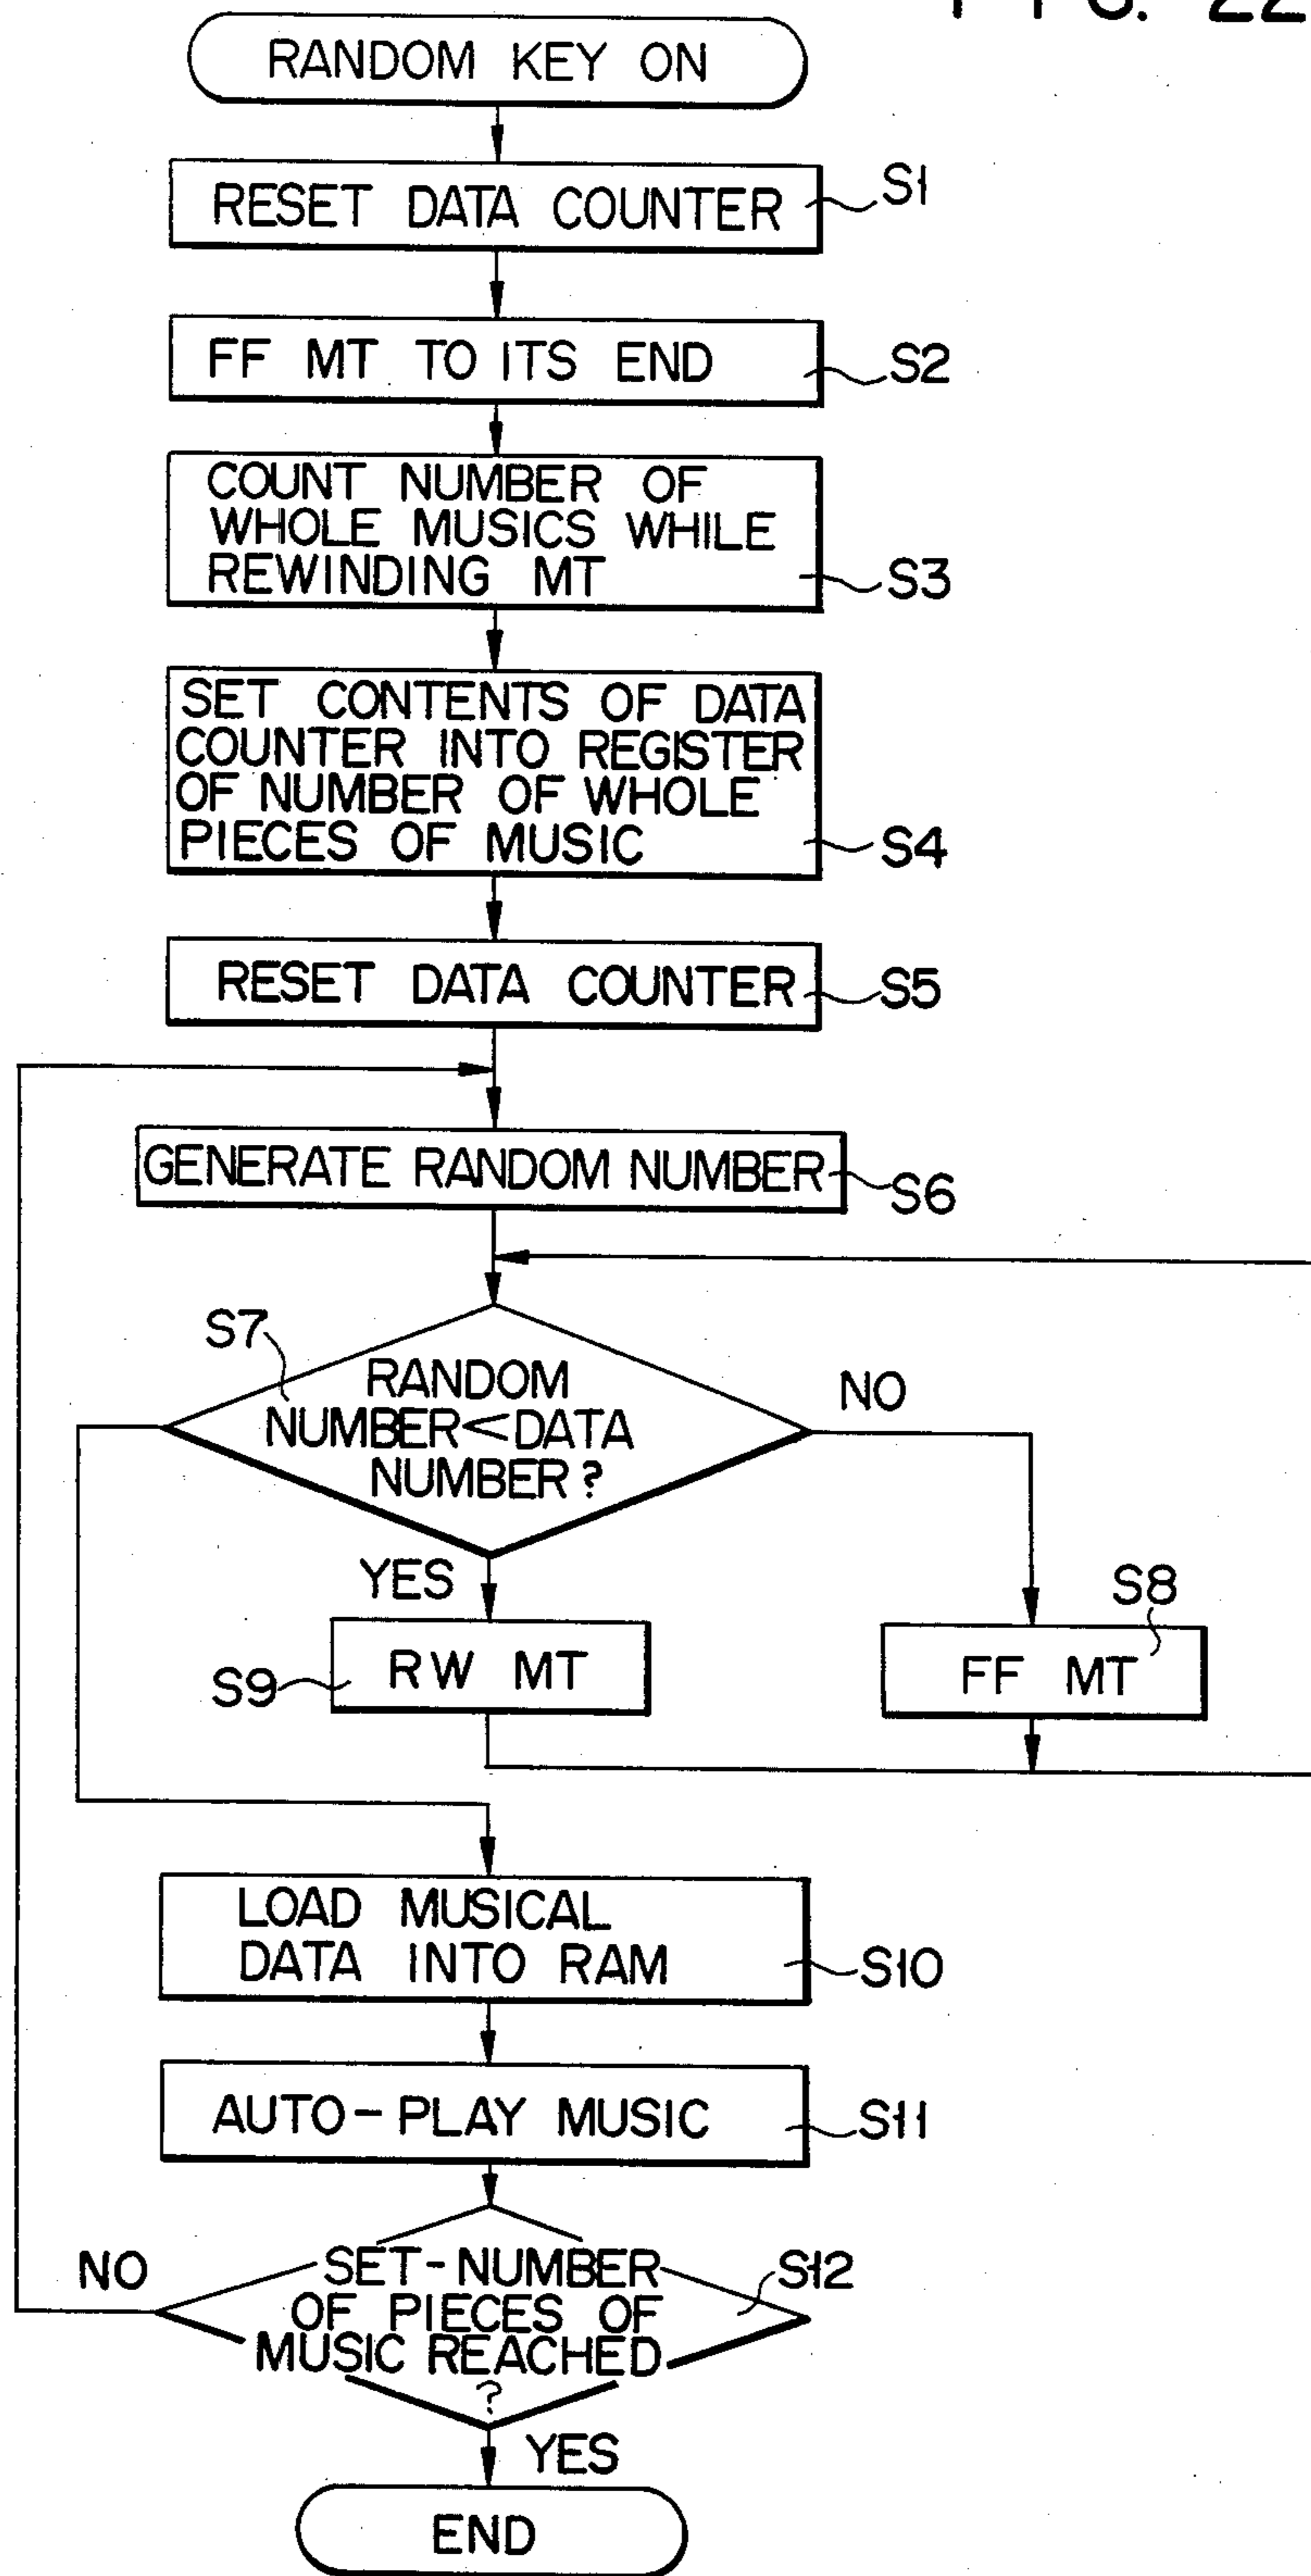 FIG. 22
RANDOM KEY ON
RESET DATA COUNTER
S1
FF MT TO ITS END
S2
COUNT NUMBER OF
WHOLE MUSICS WHILE
REWINDING MT
S3
SET CONTENTS OF DATA
COUNTER INTO REGISTER
OF NUMBER OF WHOLE
PIECES OF MUSIC
S4
RESET DATA COUNTER
S5
GENERATE RANDOM NUMBER
S6
S7
RANDOM
NUMBER<DATA
NUMBER?
NO
YES
S8
FF MT
RW MT
S9
LOAD MUSICAL
DATA INTO RAM
S10
AUTO-PLAY MUSIC
S11
NO
SET-NUMBER
OF PIECES OF
MUSIC REACHED
?
S12
YES
END